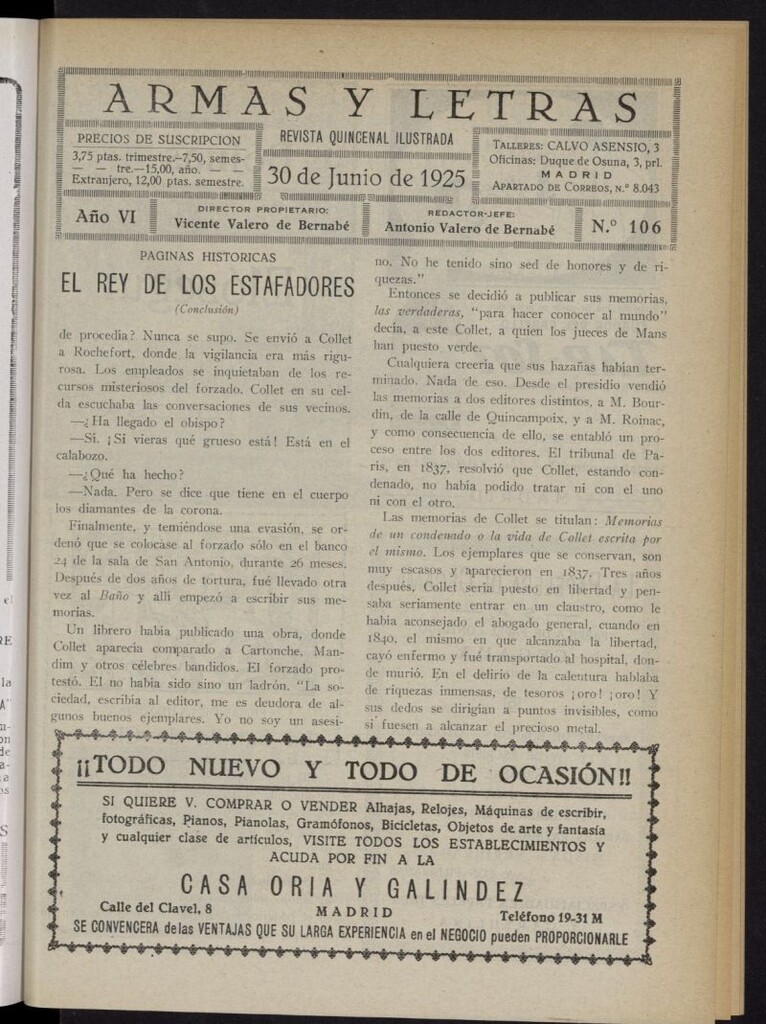 ARMAS Y LETRAS
PRECIOS DE SUSCRIPCION
3,75 ptas. trimestre.—7,50, semes-
— — tre.—15,00, año. — —
Extranjero, 12,00 ptas. semestre.
REVISTA QUINCENAL ILUSTRADA
30 de Junio de 1925
TALLERES: CALVO ASENSIO, 3
Oficinas: Duque de Osuna, 3, prl.
MADRID
APARTADO DE CORREOS, N.º 8.043
Año VI
DIRECTOR PROPIETARIO:
Vicente Valero de Bernabé
REDACTOR-JEFE:
Antonio Valero de Bernabé
N.º 106
PAGINAS HISTORICAS
EL REY DE LOS ESTAFADORES
(Conclusión)
de procedia? Nunca se supo. Se envió a Collet
a Rochefort, donde la vigilancia era más rigu-
rosa. Los empleados se inquietaban de los re-
cursos misteriosos del forzado. Collet en su cel-
da escuchaba las conversaciones de sus vecinos.
—¿Ha llegado el obispo?
—Si. ¡Si vieras qué grueso está! Está en el
calabozo.
—¿Qué ha hecho?
—Nada. Pero se dice que tiene en el cuerpo
los diamantes de la corona.
Finalmente, y temiéndose una evasión, se or-
denó que se colocase al forzado sólo en el banco
24 de la sala de San Antonio, durante 26 meses.
Después de dos años de tortura, fué llevado otra
vez al Baño y alli empezó a escribir sus me-
morias.
Un librero habia publicado una obra, donde
Collet aparecia comparado a Cartonche, Man-
dim y otros célebres bandidos. El forzado pro-
testó. El no habia sido sino un ladrón. "La so-
ciedad, escribia al editor, me es deudora de al-
gunos buenos ejemplares. Yo no soy un asesi-
no. No he tenido sino sed de honores y de ri-
quezas."
Entonces se decidió a publicar sus memorias,
las verdaderas, "para hacer conocer al mundo"
decia, a este Collet, a quien los jueces de Mans
han puesto verde.
Cualquiera creeria que sus hazañas habian ter-
minado. Nada de eso. Desde el presidio vendió
las memorias a dos editores distintos, a M. Bour-
din, de la calle de Quincampoix, y a M. Roinac,
y como consecuencia de ello, se entabló un pro-
ceso entre los dos editores. El tribunal de Pa-
ris, en 1837, resolvió que Collet, estando con-
denado, no habia podido tratar ni con el uno
ni con el otro.
Las memorias de Collet se titulan: Memorias
de un condenado o la vida de Collet escrita por
el mismo. Los ejemplares que se conservan, son
muy escasos y aparecieron en 1837. Tres años
después, Collet seria puesto en libertad y pen-
saba seriamente entrar en un claustro, como le
habia aconsejado el abogado general, cuando en
1840, el mismo en que alcanzaba la libertad,
cayó enfermo y fué transportado al hospital, don-
de murió. En el delirio de la calentura hablaba
de riquezas inmensas, de tesoros ¡oro! ¡oro! Y
sus dedos se dirigian a puntos invisibles, como
si fuesen a alcanzar el precioso metal.
¡¡TODO NUEVO Y TODO DE OCASIÓN!!
SI QUIERE V. COMPRAR O VENDER Alhajas, Relojes, Máquinas de escribir,
fotográficas, Pianos, Pianolas, Gramófonos, Bicicletas, Objetos de arte y fantasía
y cualquier clase de artículos, VISITE TODOS LOS ESTABLECIMIENTOS Y
ACUDA POR FIN A LA
CASA ORIA Y GALINDEZ
Calle del Clavel, 8
MADRID
Teléfono 19-31 M
SE CONVENCERA de las VENTAJAS QUE SU LARGA EXPERIENCIA en el NEGOCIO pueden PROPORCIONARLE